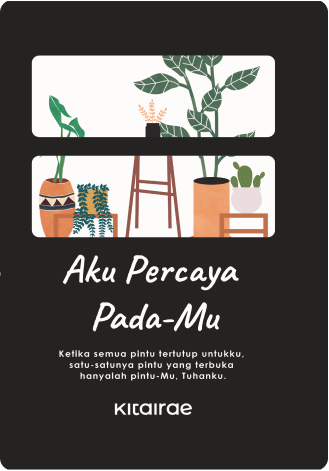 Aku Percaya
Pada-Mu
Ketika semua pintu tertutup untukku,
satu-satunya pintu yang terbuka
hanyalah pintu-Mu, Tuhanku.
Kitairae